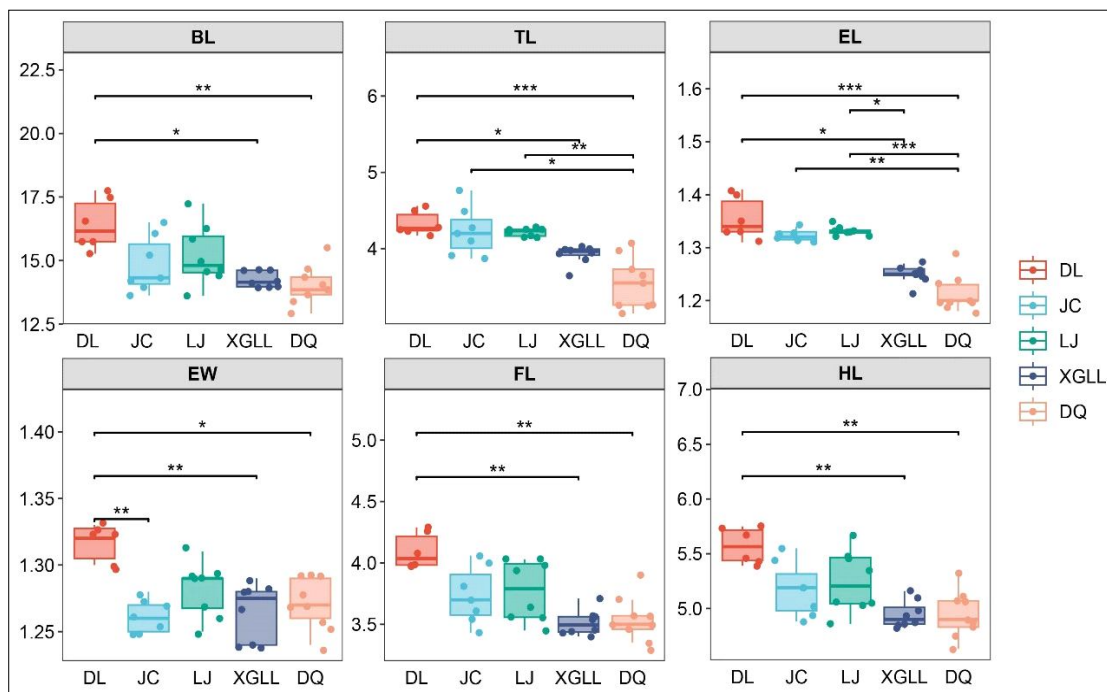 BL
TL
EL
22.5
20.0
17.5
15.0
12.5
**
*
6
5
4
***
*
**
*
1.6
1.5
1.4
1.3
1.2
***
*
*
***
**
DL JC LJ XGLL DQ
DL JC LJ XGLL DQ
DL JC LJ XGLL DQ
EW
FL
HL
1.40
1.35
1.30
1.25
*
**
**
5.0
4.5
4.0
3.5
**
**
7.0
6.5
6.0
5.5
5.0
**
**
DL JC LJ XGLL DQ
DL JC LJ XGLL DQ
DL JC LJ XGLL DQ
DL
JC
LJ
XGLL
DQ